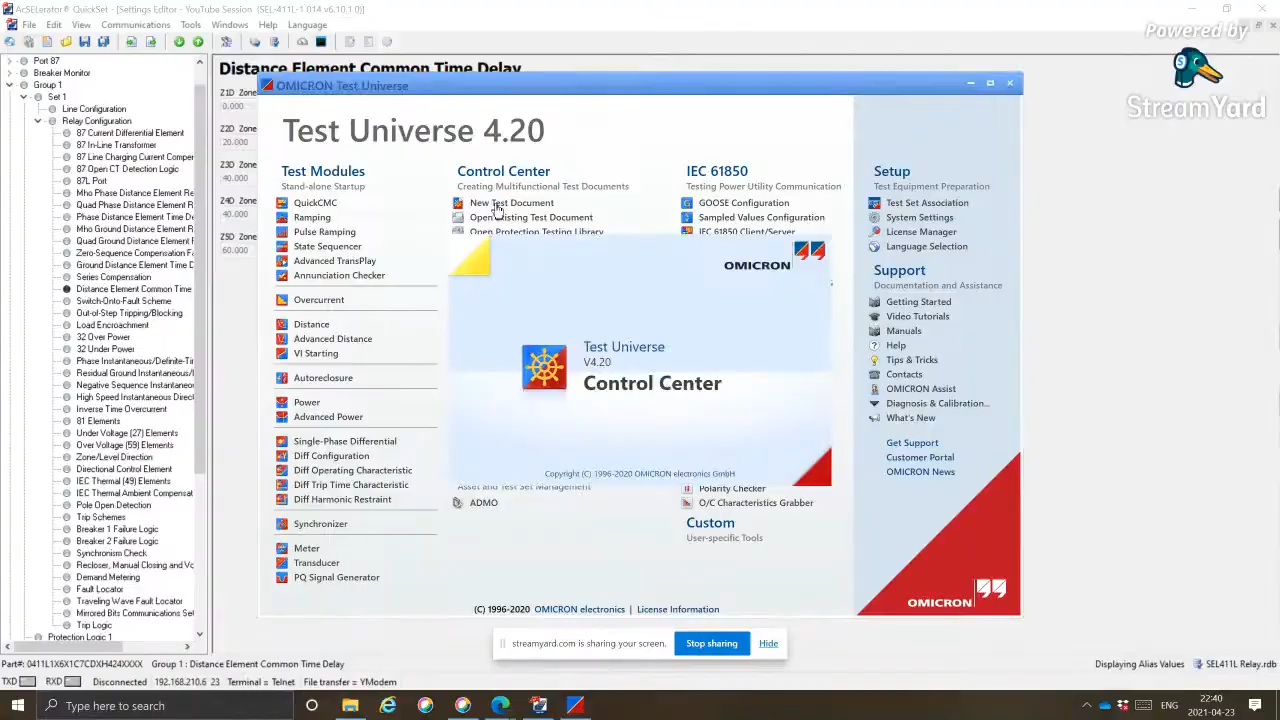 AcSELerator® QuickSet - [Settings Editor - YouTube Session (SEL-411L-1 014 v6.10.1.0)]
File Edit View Communications Tools Windows Help
Powered by
StreamYard
Port 87
Breaker Monitor
Group 1
Set 1
Line Configuration
Relay Configuration
87 Current Differential Element
87 In-Line Transformer
87 Line Charging Current Compen
87 Open CT Detection Logic
87L Port
Mho Phase Distance Element Re
Quad Phase Distance Element R
Phase Distance Element Time De
Mho Ground Distance Element R
Quad Ground Distance Element R
Zero-Sequence Compensation F
Ground Distance Element Time D
Series Compensation
Distance Element Common Time
Switch-Onto-Fault Scheme
Out-of-Step Tripping/Blocking
Load Encroachment
32 Over Power
32 Under Power
Phase Instantaneous/Definite-Tir
Residual Ground Instantaneous/I
Negative Sequence Instantaneo
High Speed Instantaneous Direct
Inverse Time Overcurrent
81 Elements
Under Voltage (27) Elements
Over Voltage (59) Elements
Zone/Level Direction
Directional Control Element
IEC Thermal (49) Elements
IEC Thermal Ambient Compensat
Pole Open Detection
Trip Schemes
Breaker 1 Failure Logic
Breaker 2 Failure Logic
Synchronism Check
Recloser, Manual Closing and Vo
Demand Metering
Fault Locator
Traveling Wave Fault Locator
Mirrored Bits Communications Set
Trip Logic
Protection Logic 1
Distance Element Common Time Delay
Z1D Zone
0.000
Z2D Zone
20.000
Z3D Zone
40.000
Z4D Zone
40.000
Z5D Zone
60.000
OMICRON Test Universe
Test Universe 4.20
Test Modules
Stand-alone Startup
QuickCMC
Ramping
Pulse Ramping
State Sequencer
Advanced TransPlay
Annunciation Checker
Overcurrent
Distance
Advanced Distance
VI Starting
Autoreclosure
Power
Advanced Power
Single-Phase Differential
Diff Configuration
Diff Operating Characteristic
Diff Trip Time Characteristic
Diff Harmonic Restraint
Synchronizer
Meter
Transducer
PQ Signal Generator
Control Center
Creating Multifunctional Test Documents
New Test Document
Open Existing Test Document
Open Protection Testing Library
IEC 61850
Testing Power Utility Communication
GOOSE Configuration
Sampled Values Configuration
IEC 61850 Client/Server
OMICRON
Test Universe
V4.20
Control Center
Copyright (C) 1996-2020 OMICRON electronics GmbH
Asset and Test Set Management
ADMO
Polarity Checker
O/C Characteristics Grabber
Custom
User-specific Tools
Setup
Test Equipment Preparation
Test Set Association
System Settings
License Manager
Language Selection
Support
Documentation and Assistance
Getting Started
Video Tutorials
Manuals
Help
Tips & Tricks
Contacts
OMICRON Assist
Diagnosis & Calibration...
What's New
Get Support
Customer Portal
OMICRON News
OMICRON
(C) 1996-2020 OMICRON electronics | License Information
streamyard.com is sharing your screen. Stop sharing Hide
Part#: 0411L1X6X1C7CDXH424XXXX Group 1 : Distance Element Common Time Delay
Displaying Alias Values SEL411L Relay.rdb
TXD RXD Disconnected 192.168.210.6 23 Terminal = Telnet File transfer = YModem
Type here to search
ENG
22:40
2021-04-23